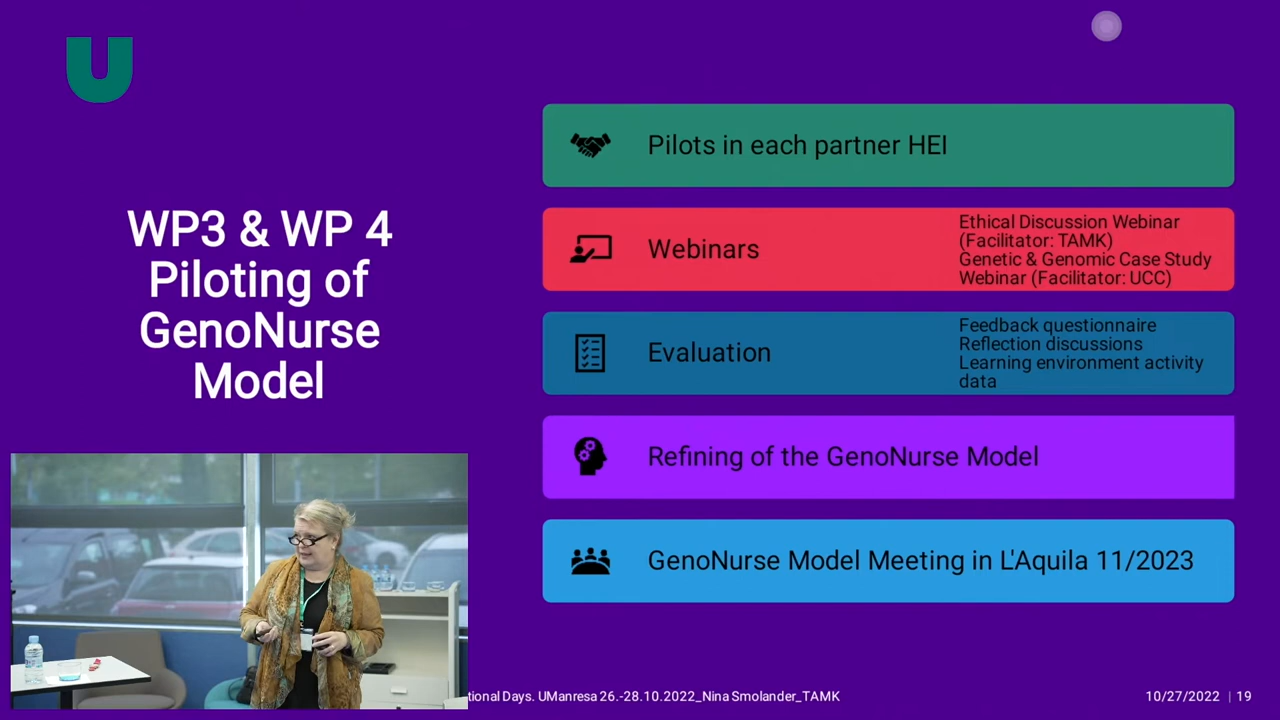 U
WP3 & WP 4
Piloting of
GenoNurse
Model
Pilots in each partner HEI
Webinars
Ethical Discussion Webinar
(Facilitator: TAMK)
Genetic & Genomic Case Study
Webinar (Facilitator: UCC)
Evaluation
Feedback questionnaire
Reflection discussions
Learning environment activity
data
Refining of the GenoNurse Model
GenoNurse Model Meeting in L'Aquila 11/2023
tional Days. UManresa 26.-28.10.2022_Nina Smolander_TAMK
10/27/2022 | 19